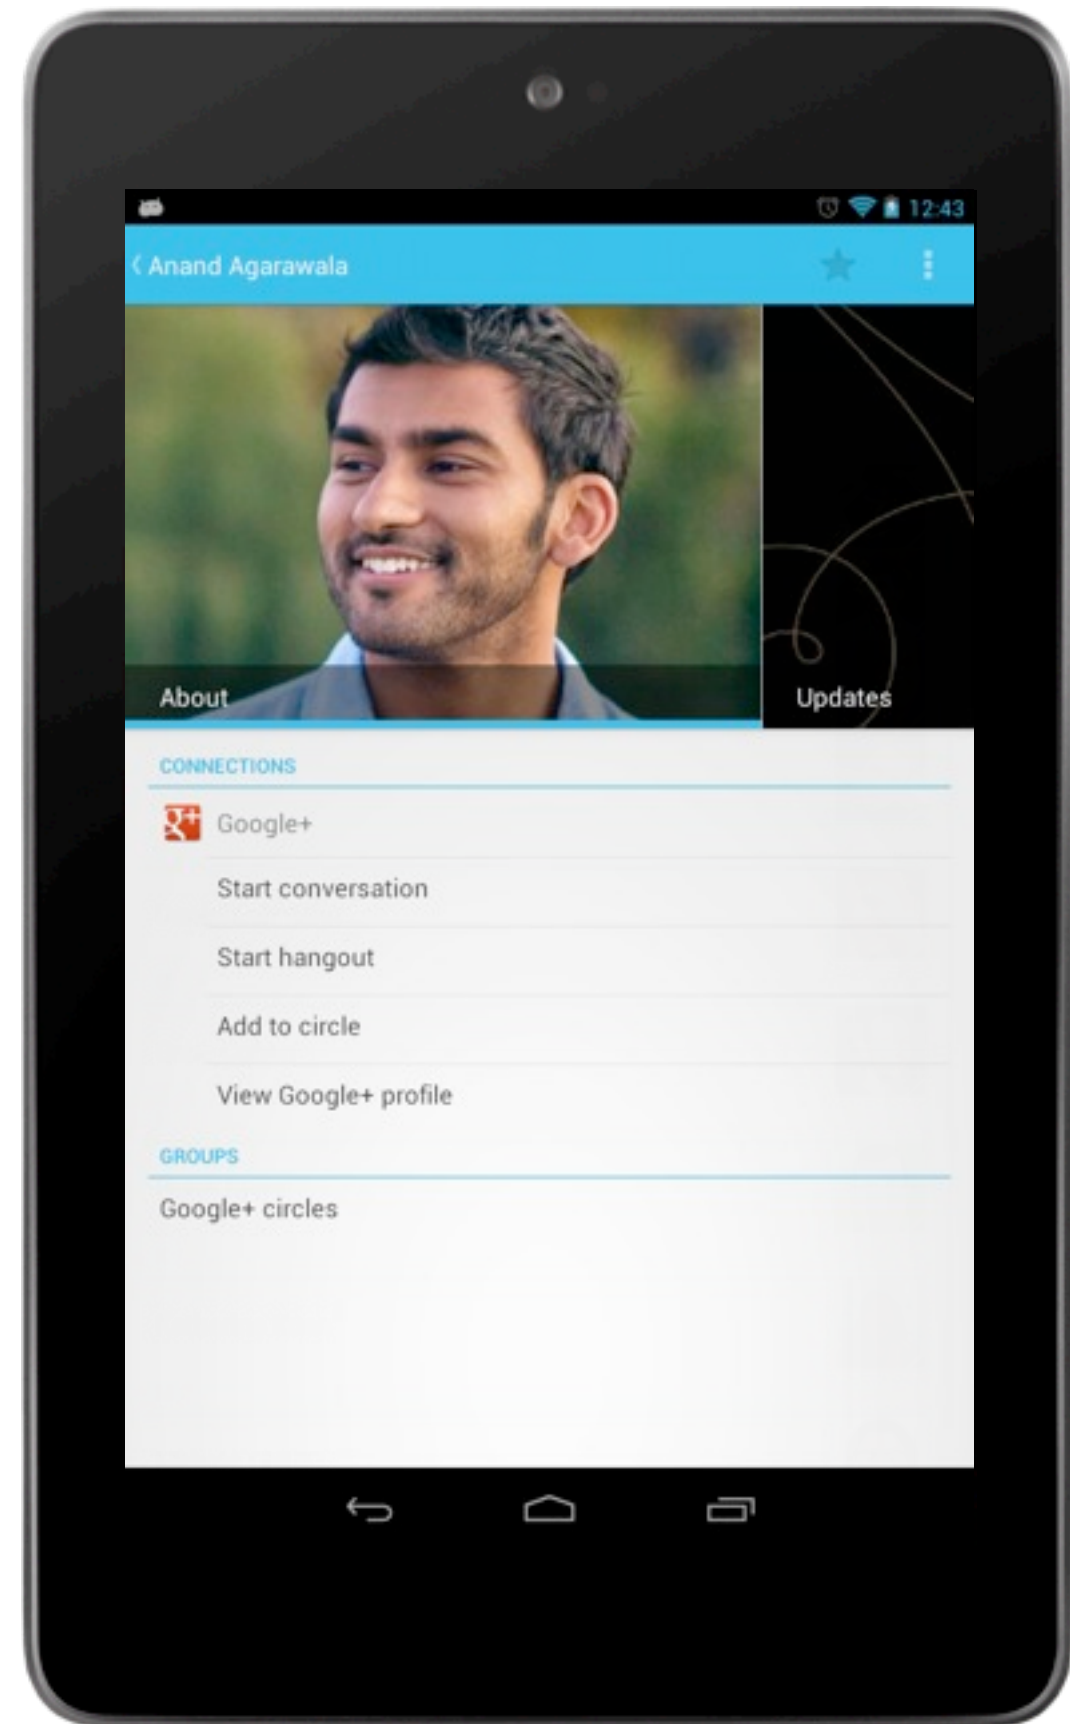 12:43
Anand Agarawala
About
Updates
CONNECTIONS
g+ Google+
Start conversation
Start hangout
Add to circle
View Google+ profile
GROUPS
Google+ circles